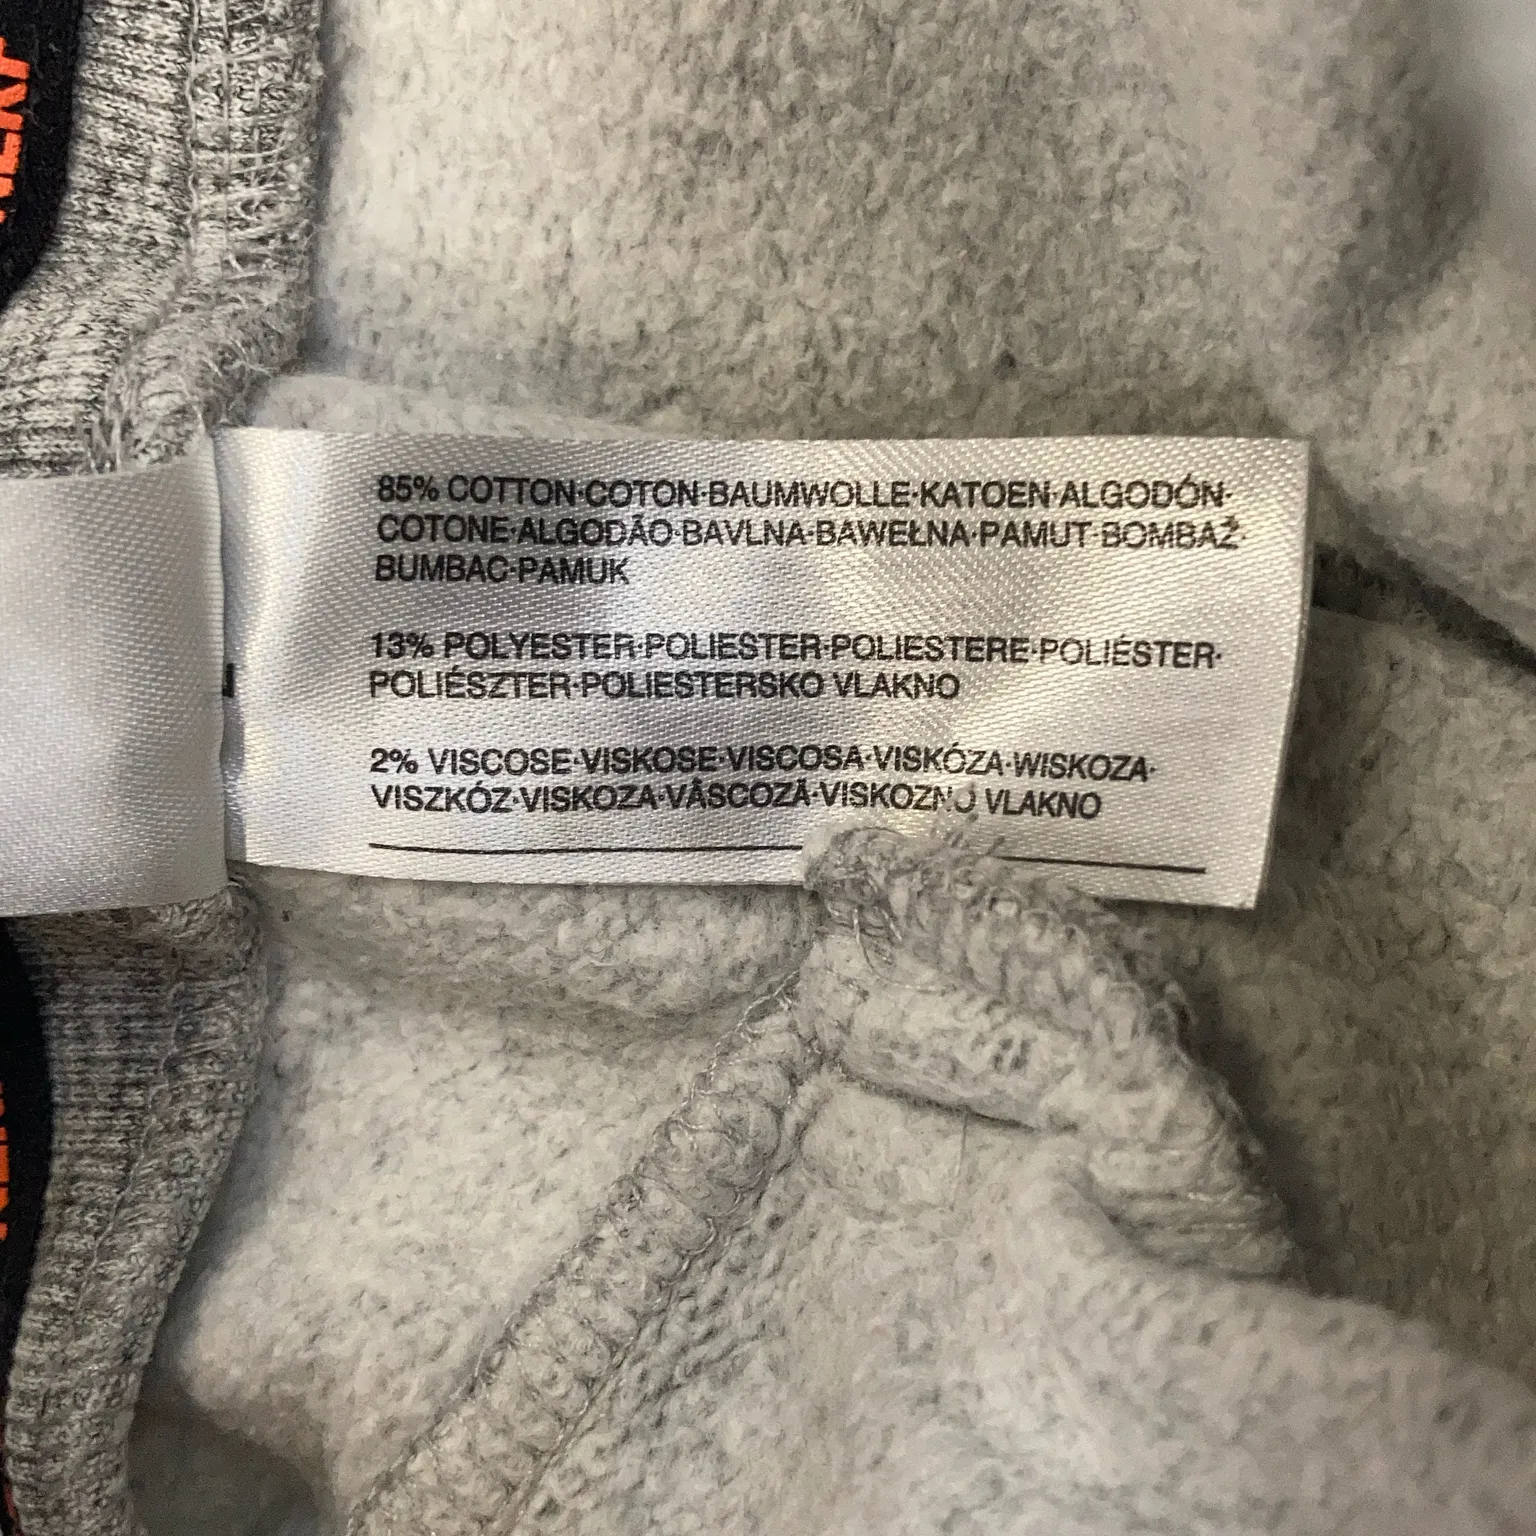 85% COTTON·COTON·BAUMWOLLE·KATOEN·ALGODÓN·
COTONE·ALGODÃO·BAVLNA·BAWEŁNA·PAMUT·BOMBAŽ·
BUMBAC·PAMUK
13% POLYESTER·POLIESTER·POLIESTERE·POLIÉSTER·
POLIÉSZTER·POLIESTERSKO VLAKNO
2% VISCOSE·VISKOSE·VISCOSA·VISKÓZA·WISKOZA·
VISZKÓZ·VISKOZA·VÂSCOZĂ·VISKOZNO VLAKNO